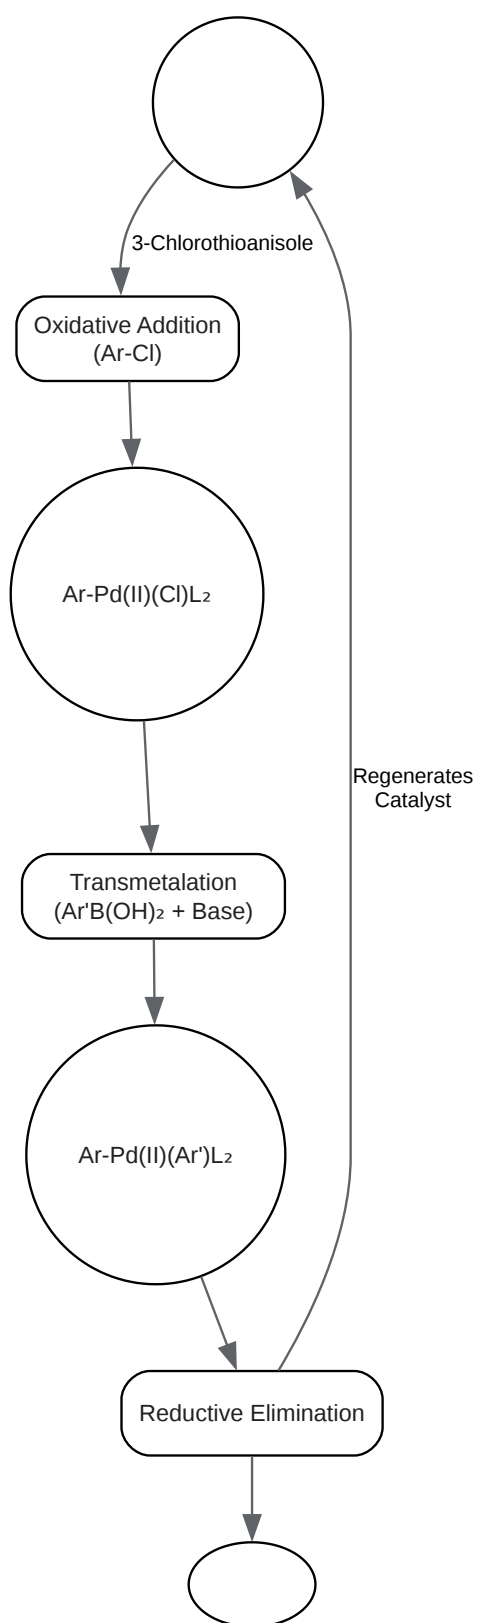 3-Chlorothioanisole
Oxidative Addition
(Ar-Cl)
Ar-Pd(II)(Cl)L₂
Regenerates
Catalyst
Transmetalation
(Ar'B(OH)₂ + Base)
Ar-Pd(II)(Ar')L₂
Reductive Elimination